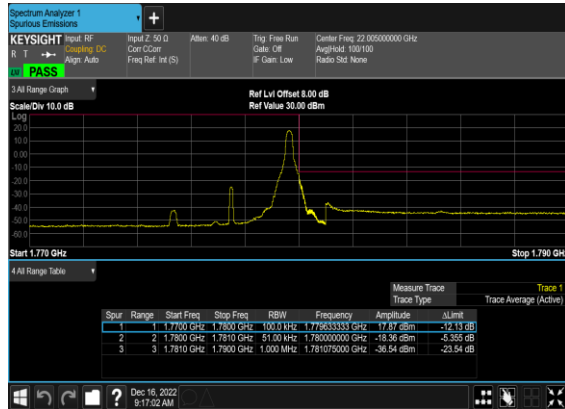 Spectrum Analyzer 1
Spurious Emissions
+
KEYSIGHT Input: RF Input Z: 50 Ω Atten: 40 dB Trig: Free Run Center Freq: 22.005000000 GHz
R T Coupling: DC Corr CCorr Gate: Off Avg|Hold: 100/100
Align: Auto Freq Ref: Int (S) IF Gain: Low Radio Std: None
PASS
3 All Range Graph
Ref Lvl Offset 8.00 dB
Scale/Div 10.0 dB Ref Value 30.00 dBm
Log
20.0
10.0
0.00
-10.0
-20.0
-30.0
-40.0
-50.0
-60.0
Start 1.770 GHz Stop 1.790 GH
4 All Range Table
Measure Trace Trace 1
Trace Type Trace Average (Active)
Spur Range Start Freq Stop Freq RBW Frequency Amplitude ΔLimit
1 1 1.7700 GHz 1.7800 GHz 100.0 kHz 1.779633333 GHz 17.87 dBm -12.13 dB
2 2 1.7800 GHz 1.7810 GHz 51.00 kHz 1.780000000 GHz -18.36 dBm -5.355 dB
3 3 1.7810 GHz 1.7900 GHz 1.000 MHz 1.781075000 GHz -36.54 dBm -23.54 dB
? Dec 16, 2022
9:17:02 AM